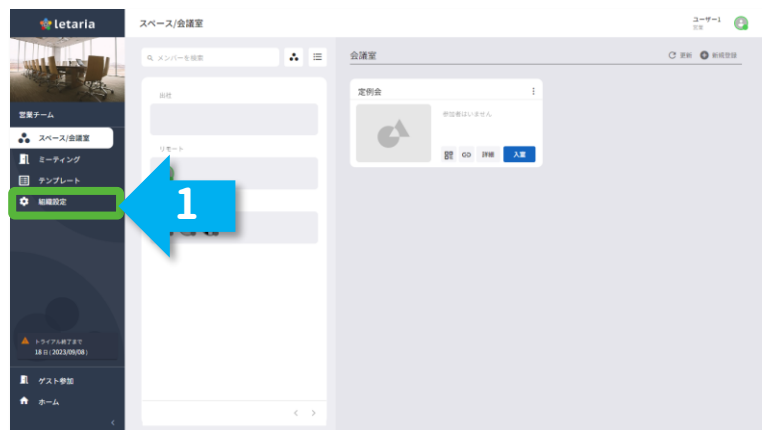 letaria
スペース/会議室
ユーザー1
営業
営業チーム
スペース/会議室
ミーティング
テンプレート
組織設定
トライアル終了まで
18 日 ( 2023/09/08 )
ゲスト参加
ホーム
メンバーを検索
出社
リモート
1
会議室
更新
新規登録
定例会
参加者はいません
詳細
入室